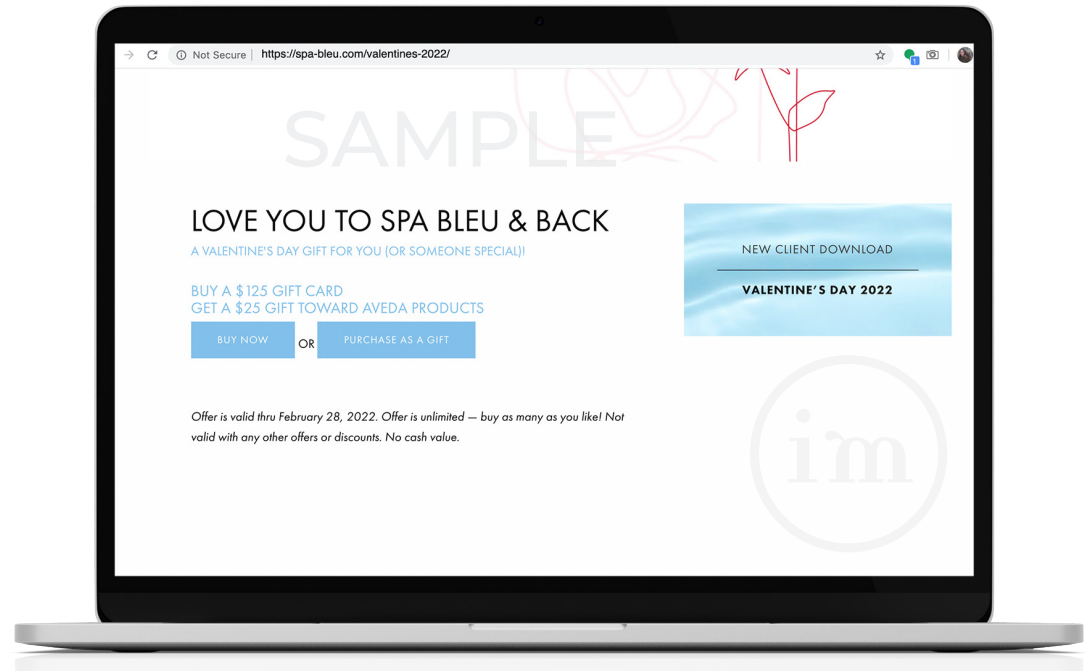 Not Secure https://spa-bleu.com/valentines-2022/
1
SAMPLE
LOVE YOU TO SPA BLEU & BACK
A VALENTINE'S DAY GIFT FOR YOU (OR SOMEONE SPECIAL)!
BUY A $125 GIFT CARD
GET A $25 GIFT TOWARD AVEDA PRODUCTS
BUY NOW OR PURCHASE AS A GIFT
Offer is valid thru February 28, 2022. Offer is unlimited — buy as many as you like! Not
valid with any other offers or discounts. No cash value.
NEW CLIENT DOWNLOAD
VALENTINE’S DAY 2022
im